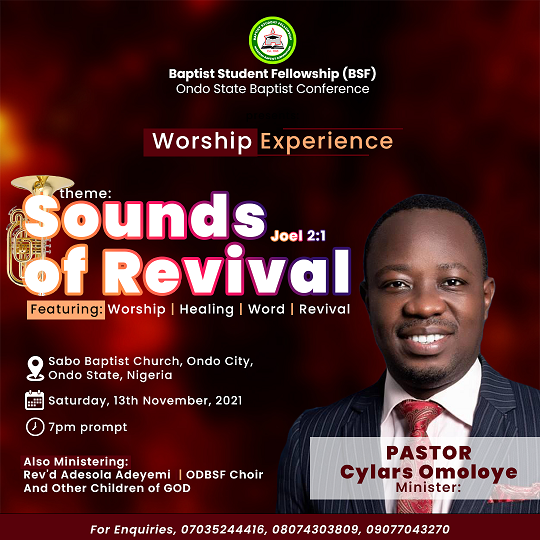 Baptist Student Fellowship (BSF)
Ondo State Baptist Conference
Worship Experience
theme:
Sounds
Joel 2:1
of Revival
Featuring: Worship | Healing | Word | Revival
Sabo Baptist Church, Ondo City,
Ondo State, Nigeria
Saturday, 13th November, 2021
7pm prompt
Also Ministering:
Rev'd Adesola Adeyemi | ODBSF Choir
And Other Children of GOD
PASTOR
Cylars Omoloye
Minister:
For Enquiries, 07035244416, 08074303809, 09077043270